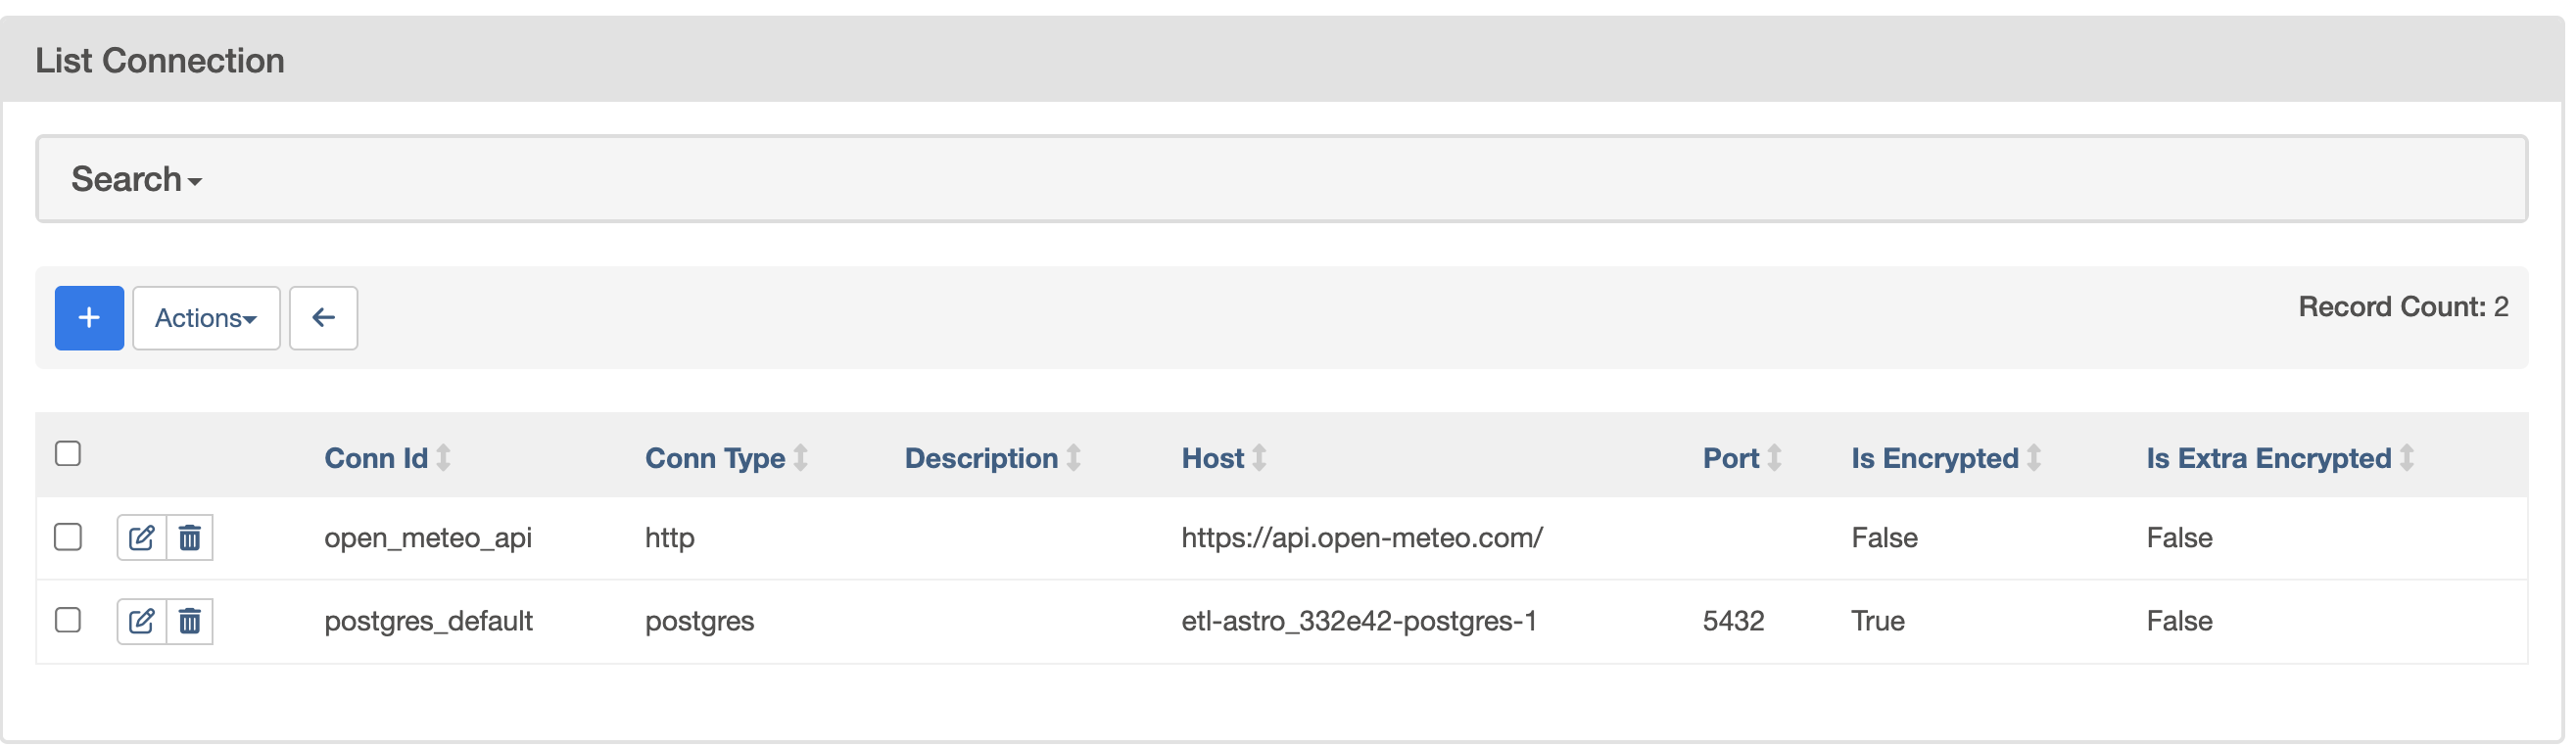 List Connection
Search
+ Actions
Record Count: 2
Conn Id Conn Type Description Host Port Is Encrypted Is Extra Encrypted
open_meteo_api http https://api.open-meteo.com/ False False
postgres_default postgres etl-astro_332e42-postgres-1 5432 True False